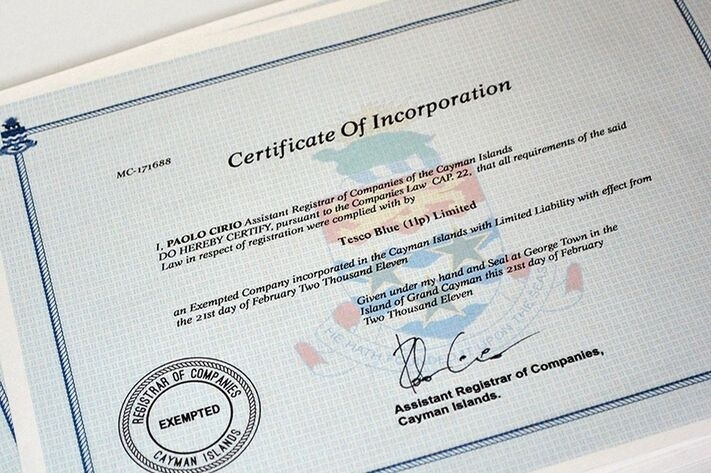 Certificate Of Incorporation
MC-171688
I, PAOLO CIRIO Assistant Registrar of Companies of the Cayman Islands
DO HEREBY CERTIFY, pursuant to the Companies Law CAP. 22, that all requirements of the said
Law in respect of registration were complied with by
Tesco Blue (1lp) Limited
an Exempted Company incorporated in the Cayman Islands with Limited Liability with effect from
the 21st day of February Two Thousand Eleven
Given under my hand and Seal at George Town in the
Island of Grand Cayman this 21st day of February
Two Thousand Eleven
HE HATH
Assistant Registrar of Companies,
Cayman Islands.
REGISTRAR OF COMPANIES
EXEMPTED
CAYMAN ISLANDS